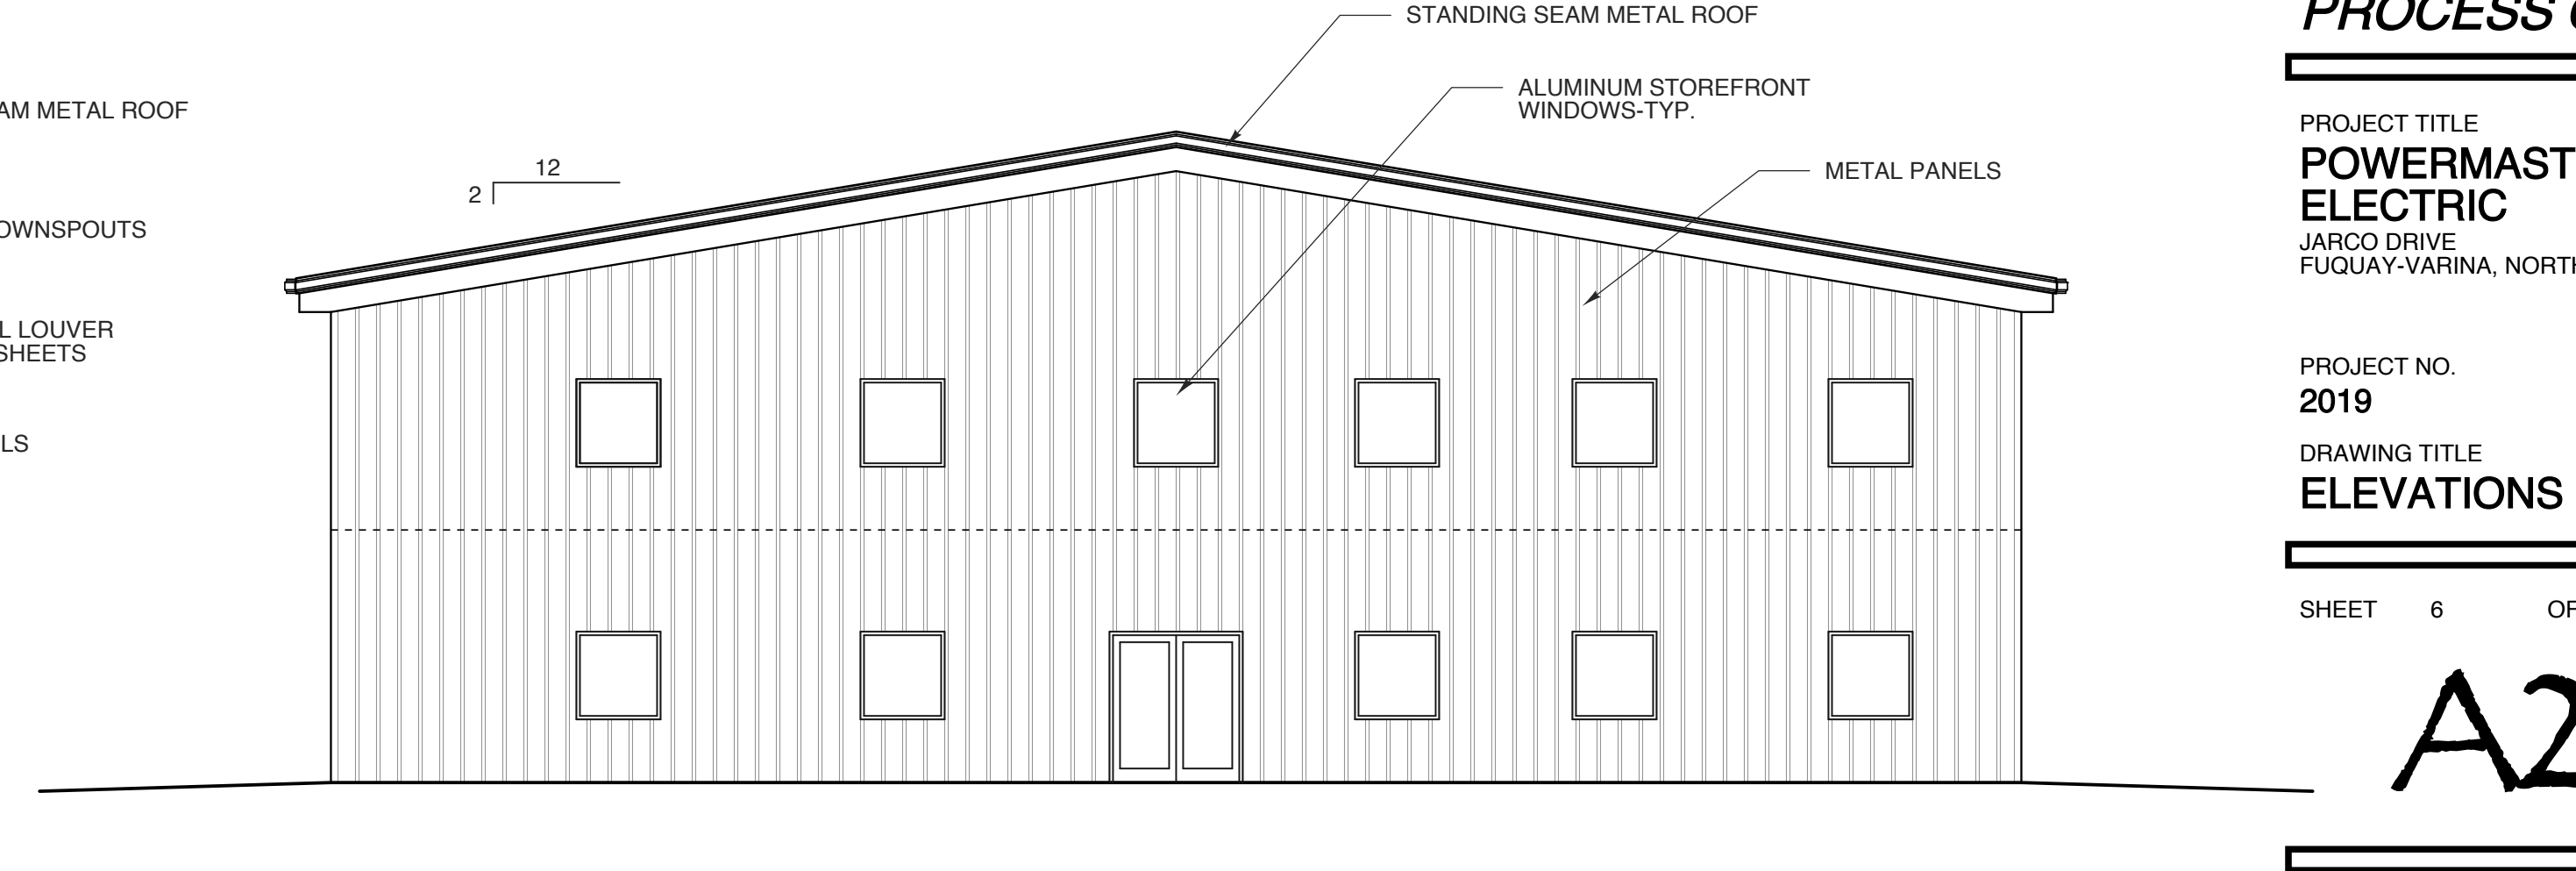 STANDING SEAM METAL ROOF
ALUMINUM STOREFRONT
WINDOWS-TYP.
METAL PANELS
12
2
AM METAL ROOF
OWNSPOUTS
L LOUVER
SHEETS
LS
PROCESS
PROJECT TITLE
POWERMAST
ELECTRIC
JARCO DRIVE
FUQUAY-VARINA, NORTH
PROJECT NO.
2019
DRAWING TITLE
ELEVATIONS
SHEET 6 OF
A2